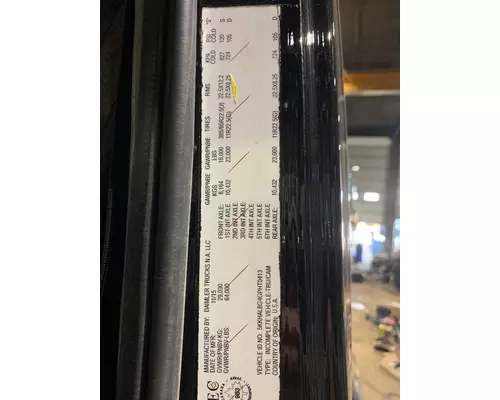 MANUFACTURED BY: DAIMLER TRUCKS N.A. LLC
DATE OF MFR: 11/15
GVWR/PNBV-KG: 29,030
GVWR/PNBV-LBS: 64,000
GAWR/PNBE KGS GAWR/PNBE LBS TIRES RIMS KPA COLD PSI COLD "S" D
FRONT AXLE: 8,164 18,000 385/65R22.5(J) 22.5X12.2 827 120 S
1ST INT AXLE: 10,432 23,000 11R22.5(G) 22.5X8.25 724 105 D
2ND INT AXLE:
3RD INT AXLE:
4TH INT AXLE:
5TH INT AXLE:
6TH INT AXLE
REAR AXLE: 10,432 23,000 11R22.5(G) 22.5X8.25 724 105 D
VEHICLE ID NO: 5KKHALBG4GPHT0413
TYPE: INCOMPLETE VEHICLE-TRU/CAM
COUNTRY OF ORIGIN: U.S.A.